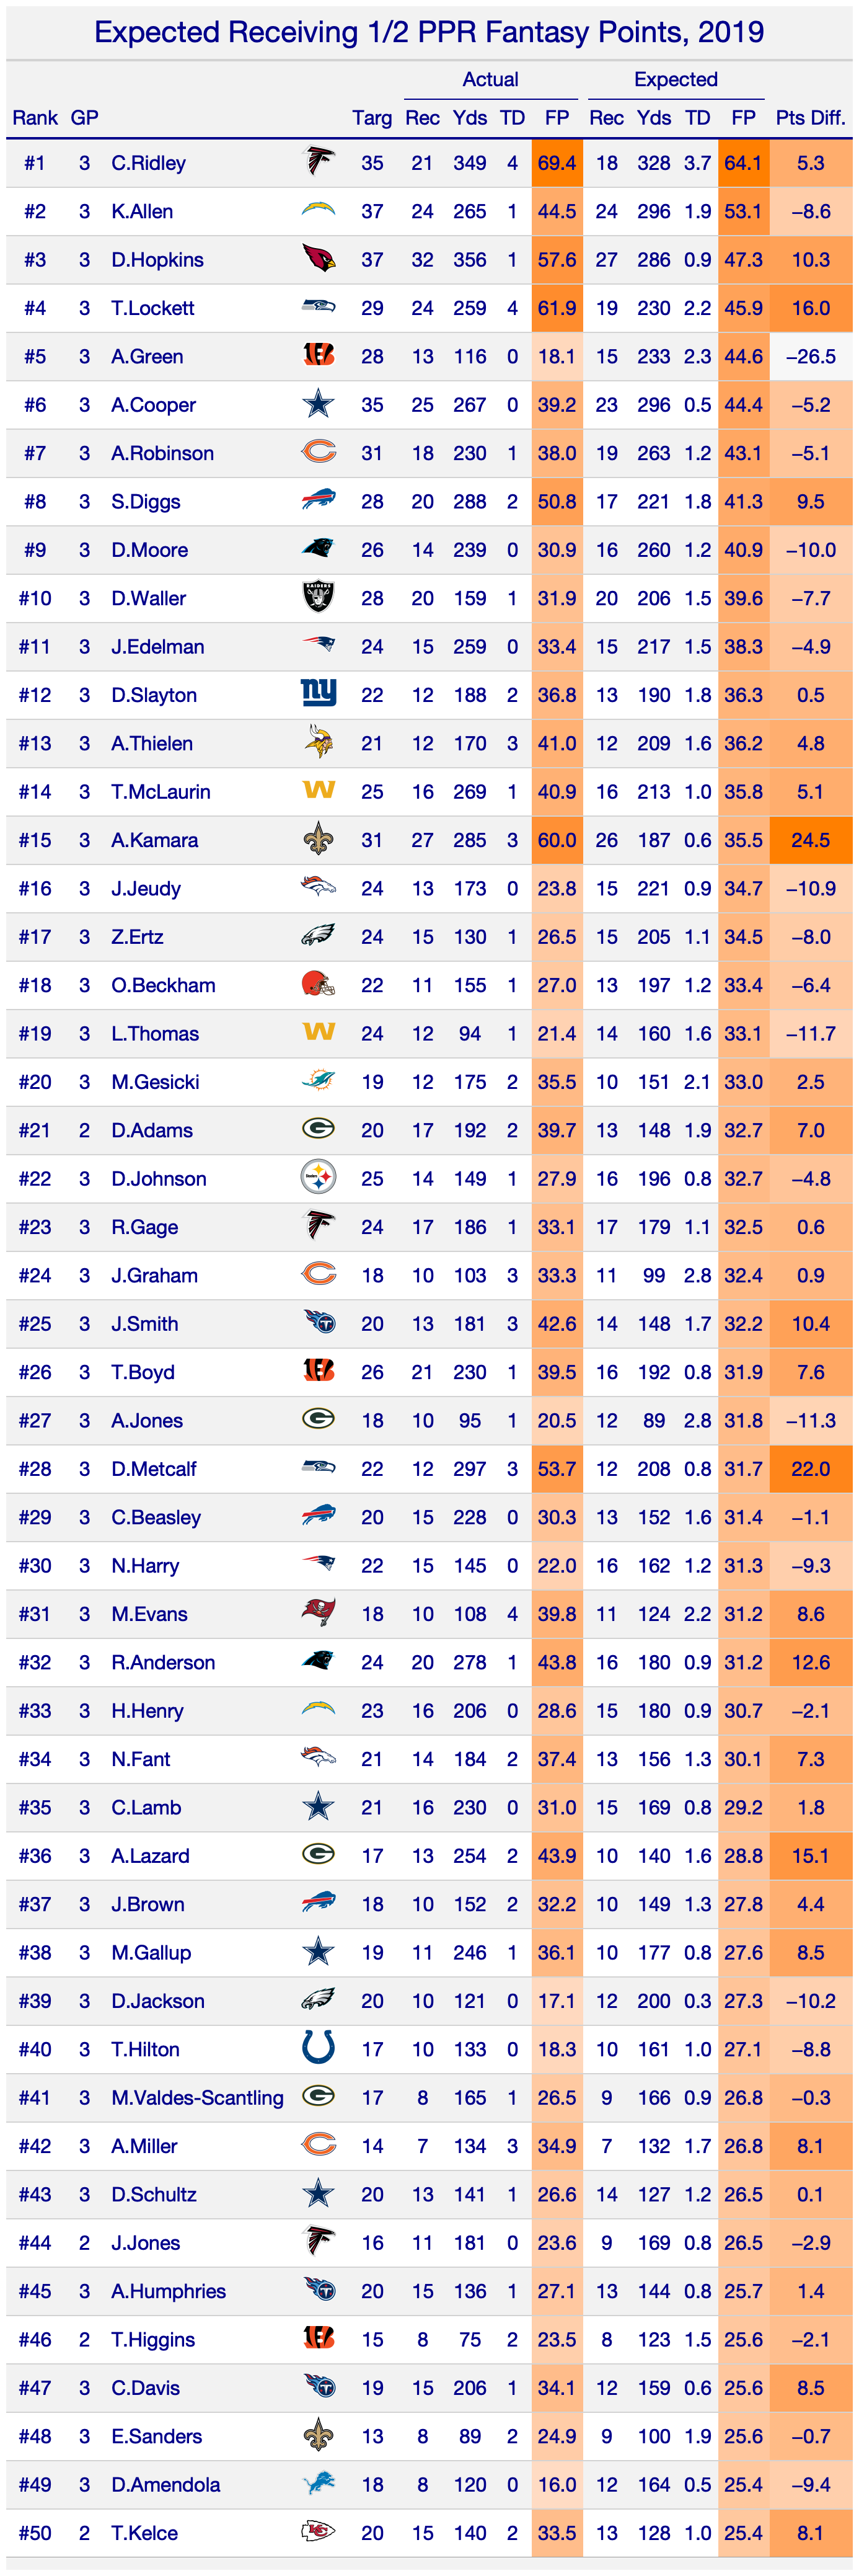 Expected Receiving 1/2 PPR Fantasy Points, 2019
Actual Expected
Rank GP Targ Rec Yds TD FP Rec Yds TD FP Pts Diff.
#1 3 C.Ridley 35 21 349 4 69.4 18 328 3.7 64.1 5.3
#2 3 K.Allen 37 24 265 1 44.5 24 296 1.9 53.1 −8.6
#3 3 D.Hopkins 37 32 356 1 57.6 27 286 0.9 47.3 10.3
#4 3 T.Lockett 29 24 259 4 61.9 19 230 2.2 45.9 16.0
#5 3 A.Green 28 13 116 0 18.1 15 233 2.3 44.6 −26.5
#6 3 A.Cooper 35 25 267 0 39.2 23 296 0.5 44.4 −5.2
#7 3 A.Robinson 31 18 230 1 38.0 19 263 1.2 43.1 −5.1
#8 3 S.Diggs 28 20 288 2 50.8 17 221 1.8 41.3 9.5
#9 3 D.Moore 26 14 239 0 30.9 16 260 1.2 40.9 −10.0
#10 3 D.Waller RAIDERS 28 20 159 1 31.9 20 206 1.5 39.6 −7.7
#11 3 J.Edelman 24 15 259 0 33.4 15 217 1.5 38.3 −4.9
#12 3 D.Slayton ny 22 12 188 2 36.8 13 190 1.8 36.3 0.5
#13 3 A.Thielen 21 12 170 3 41.0 12 209 1.6 36.2 4.8
#14 3 T.McLaurin W 25 16 269 1 40.9 16 213 1.0 35.8 5.1
#15 3 A.Kamara 31 27 285 3 60.0 26 187 0.6 35.5 24.5
#16 3 J.Jeudy 24 13 173 0 23.8 15 221 0.9 34.7 −10.9
#17 3 Z.Ertz 24 15 130 1 26.5 15 205 1.1 34.5 −8.0
#18 3 O.Beckham 22 11 155 1 27.0 13 197 1.2 33.4 −6.4
#19 3 L.Thomas W 24 12 94 1 21.4 14 160 1.6 33.1 −11.7
#20 3 M.Gesicki 19 12 175 2 35.5 10 151 2.1 33.0 2.5
#21 2 D.Adams G 20 17 192 2 39.7 13 148 1.9 32.7 7.0
#22 3 D.Johnson Steelers 25 14 149 1 27.9 16 196 0.8 32.7 −4.8
#23 3 R.Gage 24 17 186 1 33.1 17 179 1.1 32.5 0.6
#24 3 J.Graham C 18 10 103 3 33.3 11 99 2.8 32.4 0.9
#25 3 J.Smith T 20 13 181 3 42.6 14 148 1.7 32.2 10.4
#26 3 T.Boyd B 26 21 230 1 39.5 16 192 0.8 31.9 7.6
#27 3 A.Jones G 18 10 95 1 20.5 12 89 2.8 31.8 −11.3
#28 3 D.Metcalf 22 12 297 3 53.7 12 208 0.8 31.7 22.0
#29 3 C.Beasley 20 15 228 0 30.3 13 152 1.6 31.4 −1.1
#30 3 N.Harry 22 15 145 0 22.0 16 162 1.2 31.3 −9.3
#31 3 M.Evans 18 10 108 4 39.8 11 124 2.2 31.2 8.6
#32 3 R.Anderson 24 20 278 1 43.8 16 180 0.9 31.2 12.6
#33 3 H.Henry 23 16 206 0 28.6 15 180 0.9 30.7 −2.1
#34 3 N.Fant 21 14 184 2 37.4 13 156 1.3 30.1 7.3
#35 3 C.Lamb 21 16 230 0 31.0 15 169 0.8 29.2 1.8
#36 3 A.Lazard G 17 13 254 2 43.9 10 140 1.6 28.8 15.1
#37 3 J.Brown 18 10 152 2 32.2 10 149 1.3 27.8 4.4
#38 3 M.Gallup 19 11 246 1 36.1 10 177 0.8 27.6 8.5
#39 3 D.Jackson 20 10 121 0 17.1 12 200 0.3 27.3 −10.2
#40 3 T.Hilton 17 10 133 0 18.3 10 161 1.0 27.1 −8.8
#41 3 M.Valdes-Scantling G 17 8 165 1 26.5 9 166 0.9 26.8 −0.3
#42 3 A.Miller C 14 7 134 3 34.9 7 132 1.7 26.8 8.1
#43 3 D.Schultz 20 13 141 1 26.6 14 127 1.2 26.5 0.1
#44 2 J.Jones 16 11 181 0 23.6 9 169 0.8 26.5 −2.9
#45 3 A.Humphries T 20 15 136 1 27.1 13 144 0.8 25.7 1.4
#46 2 T.Higgins B 15 8 75 2 23.5 8 123 1.5 25.6 −2.1
#47 3 C.Davis T 19 15 206 1 34.1 12 159 0.6 25.6 8.5
#48 3 E.Sanders 13 8 89 2 24.9 9 100 1.9 25.6 −0.7
#49 3 D.Amendola 18 8 120 0 16.0 12 164 0.5 25.4 −9.4
#50 2 T.Kelce KC 20 15 140 2 33.5 13 128 1.0 25.4 8.1